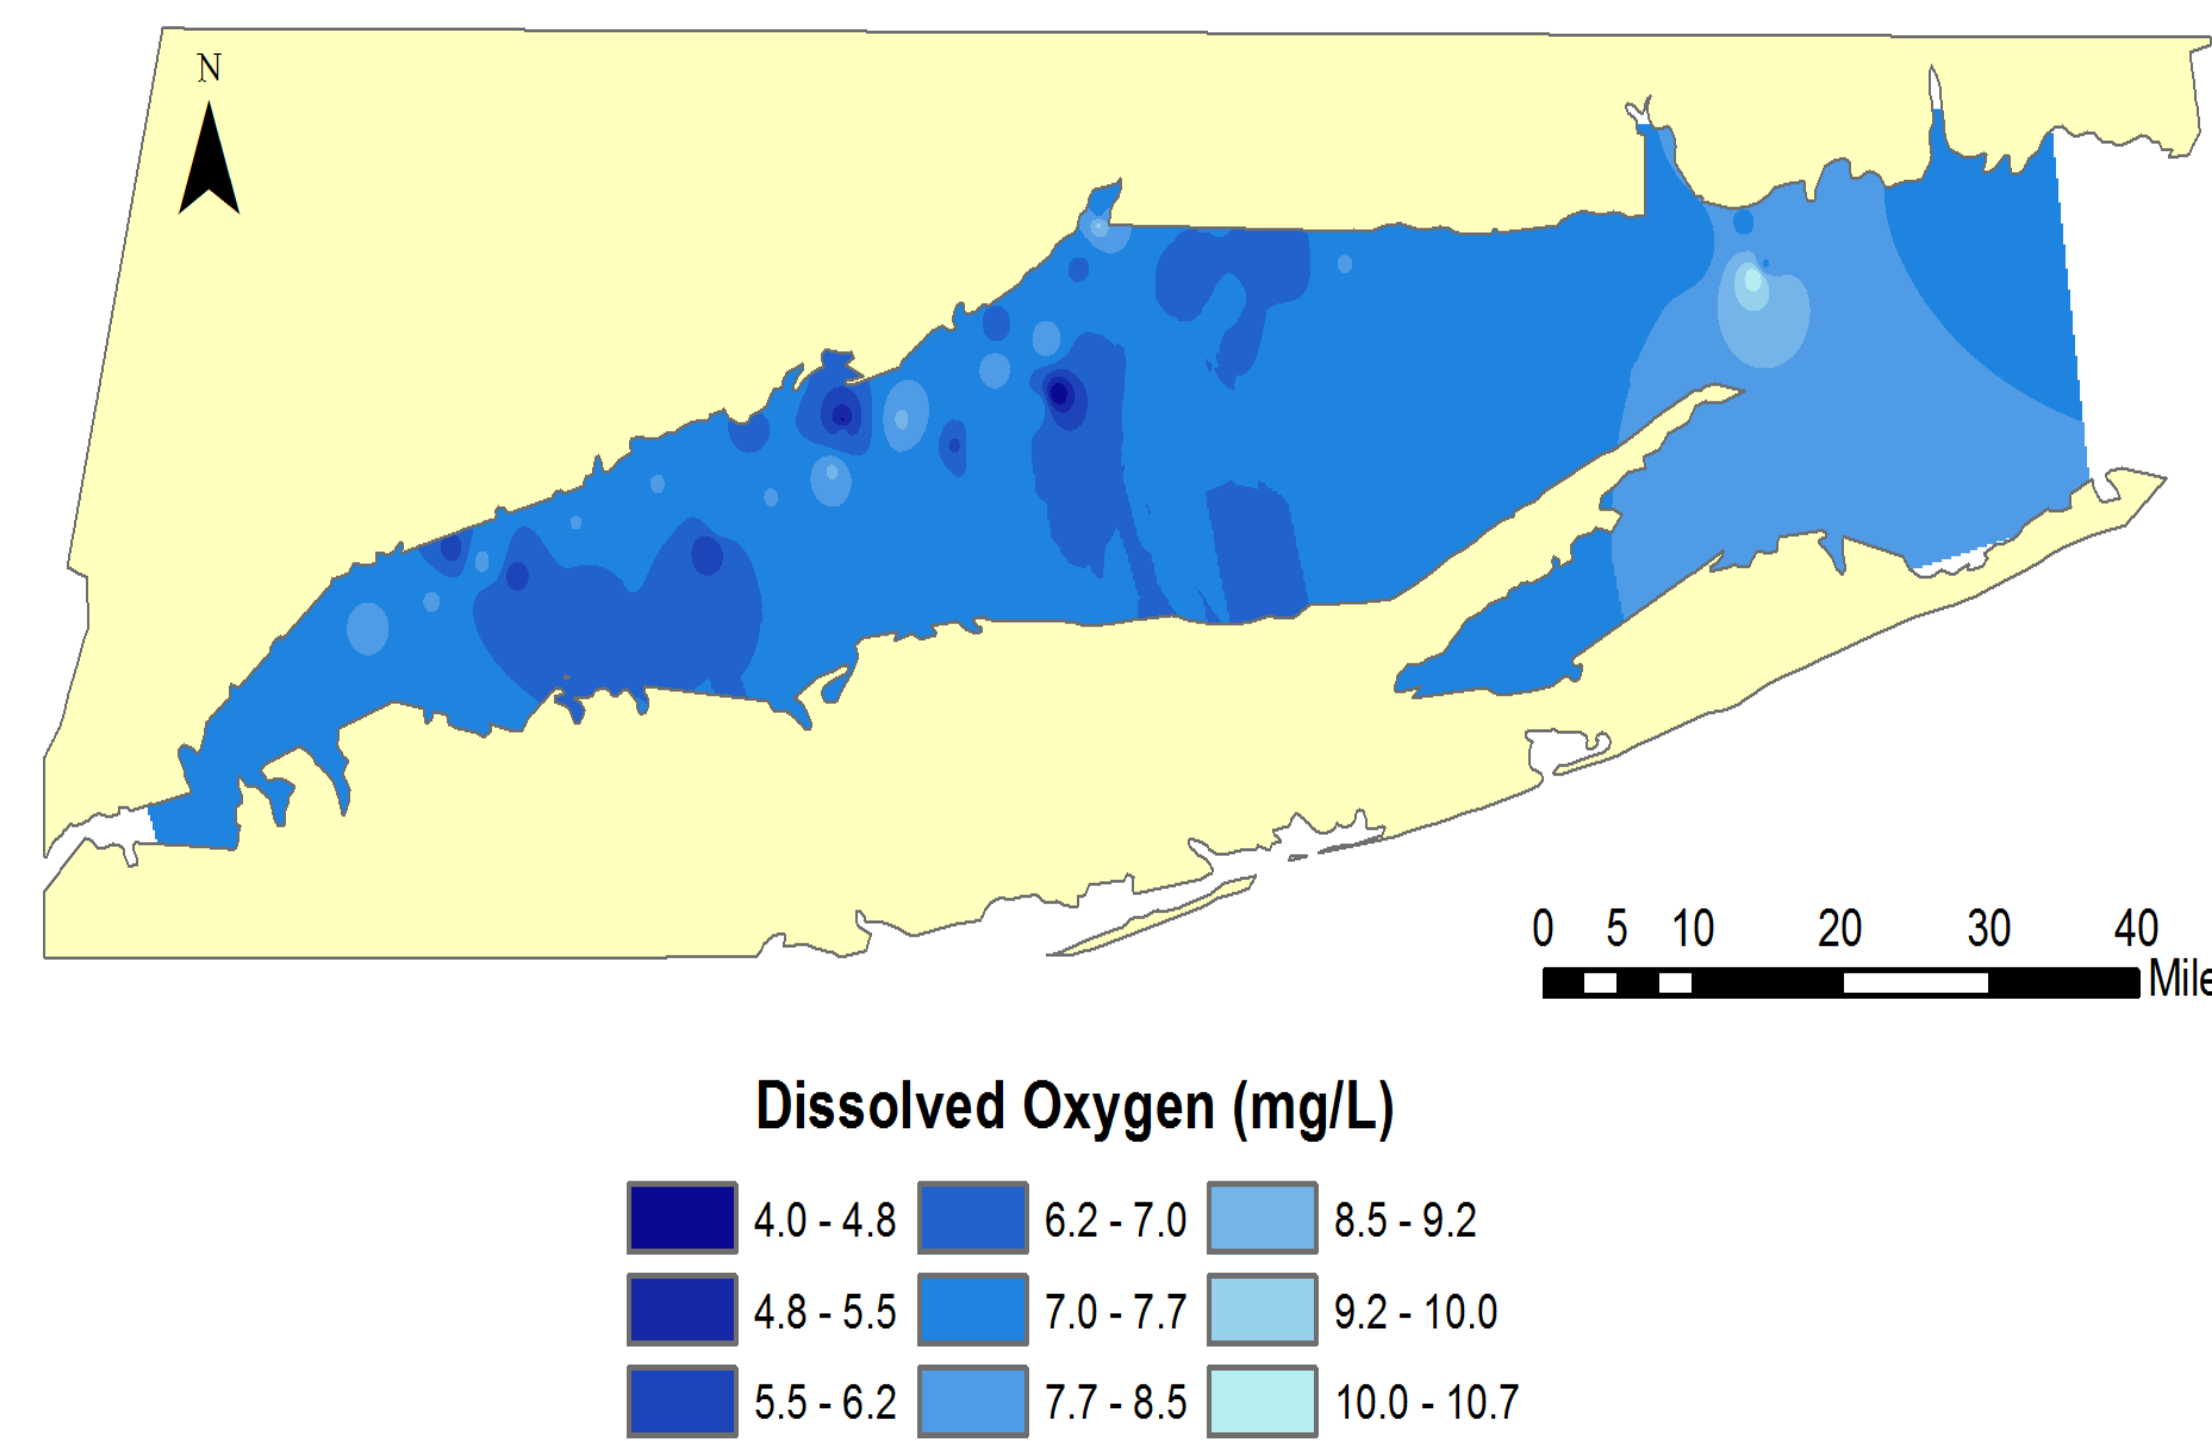 N
0 5 10 20 30 40
Mile
Dissolved Oxygen (mg/L)
4.0 - 4.8 6.2 - 7.0 8.5 - 9.2
4.8 - 5.5 7.0 - 7.7 9.2 - 10.0
5.5 - 6.2 7.7 - 8.5 10.0 - 10.7